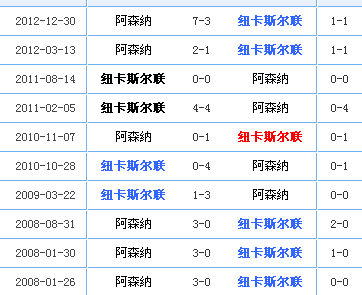 2012-12-30 阿森纳 7-3 纽卡斯尔联 1-1
2012-03-13 阿森纳 2-1 纽卡斯尔联 1-1
2011-08-14 纽卡斯尔联 0-0 阿森纳 0-0
2011-02-05 纽卡斯尔联 4-4 阿森纳 0-4
2010-11-07 阿森纳 0-1 纽卡斯尔联 0-1
2010-10-28 纽卡斯尔联 0-4 阿森纳 0-1
2009-03-22 纽卡斯尔联 1-3 阿森纳 0-0
2008-08-31 阿森纳 3-0 纽卡斯尔联 2-0
2008-01-30 阿森纳 3-0 纽卡斯尔联 1-0
2008-01-26 阿森纳 3-0 纽卡斯尔联 0-0